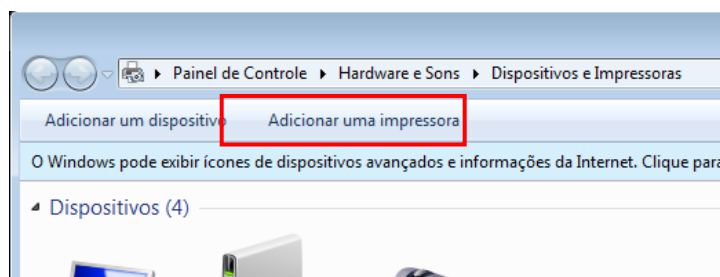 Painel de Controle ▸ Hardware e Sons ▸ Dispositivos e Impressoras
Adicionar um dispositivo Adicionar uma impressora
O Windows pode exibir ícones de dispositivos avançados e informações da Internet. Clique para
Dispositivos (4)